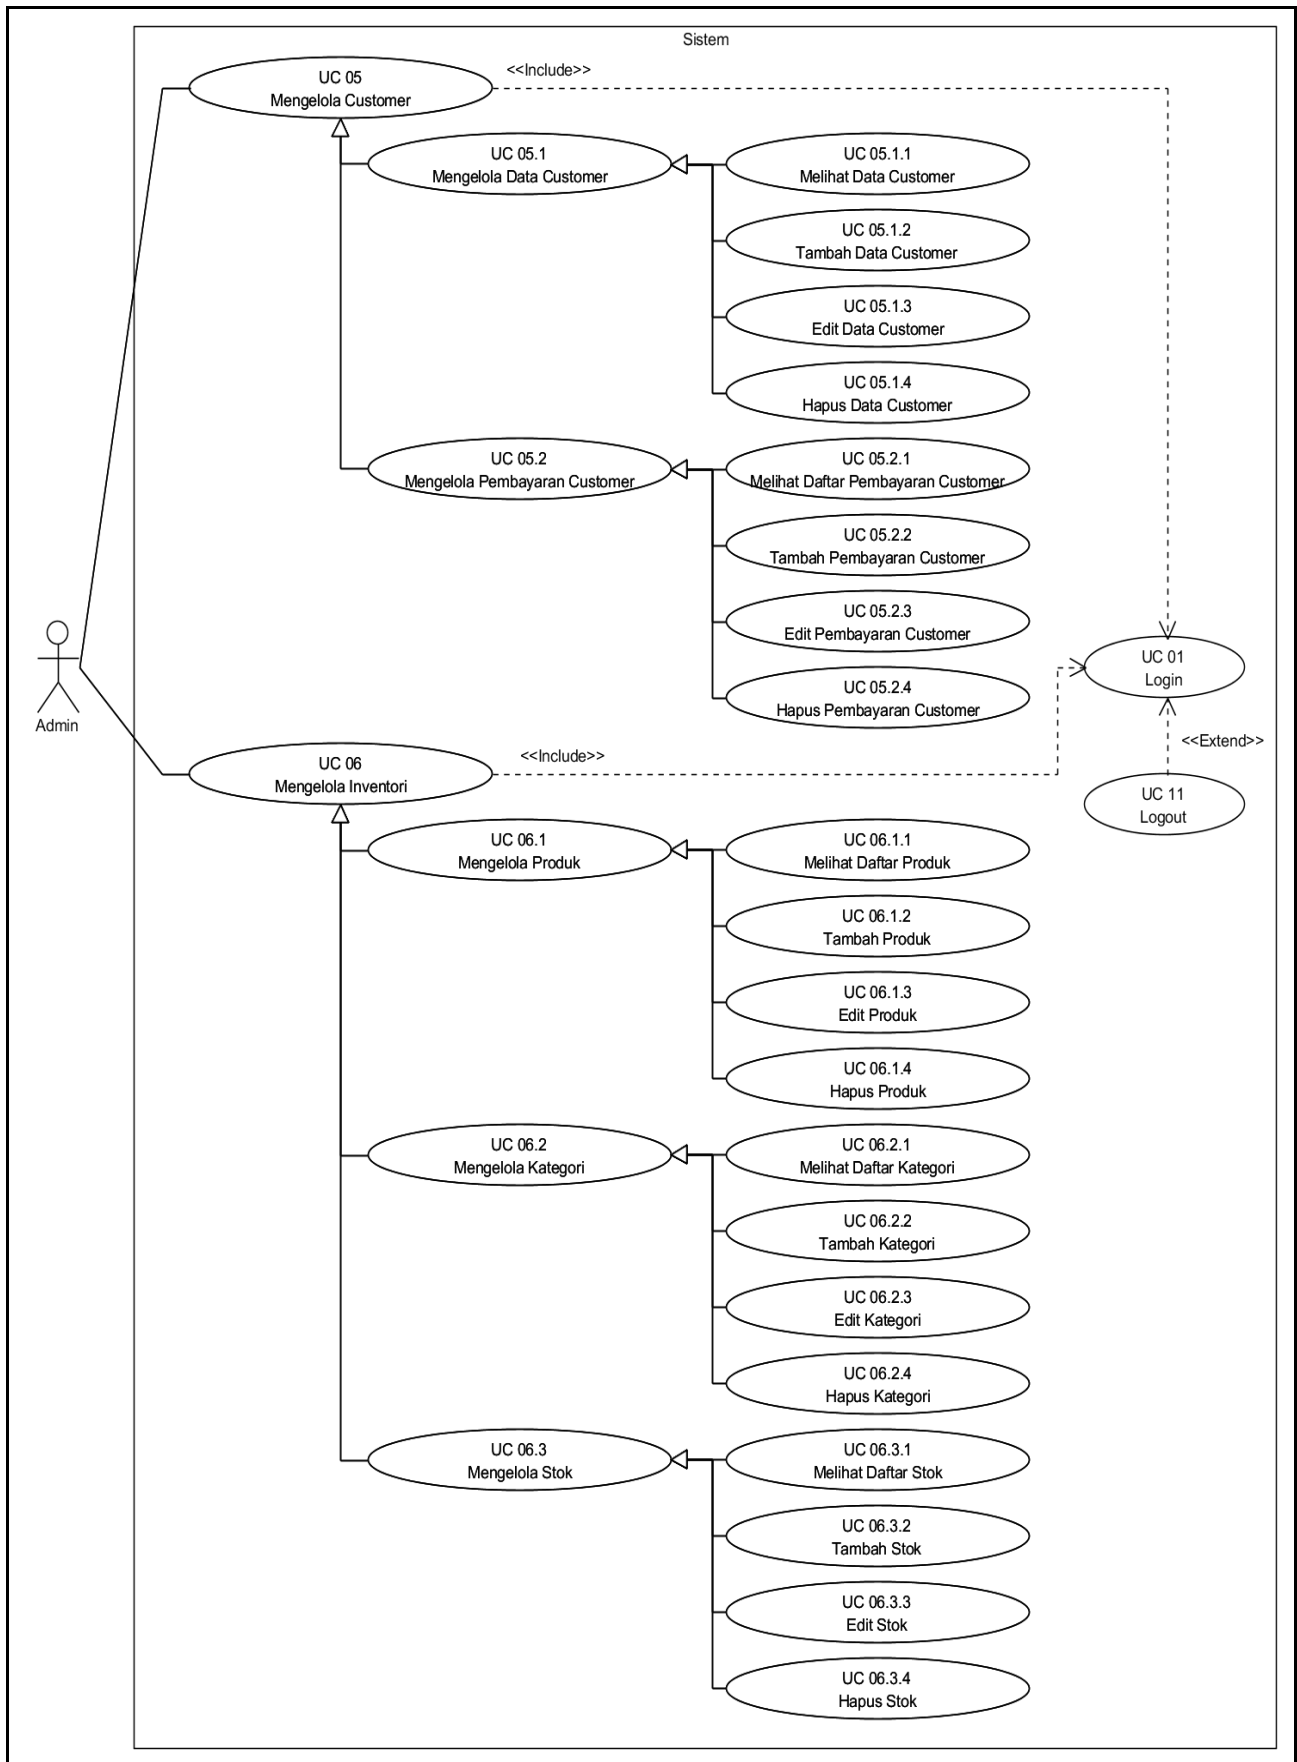 Sistem
UC 05
Mengelola Customer
<<Include>>
UC 05.1
Mengelola Data Customer
UC 05.1.1
Melihat Data Customer
UC 05.1.2
Tambah Data Customer
UC 05.1.3
Edit Data Customer
UC 05.1.4
Hapus Data Customer
UC 05.2
Mengelola Pembayaran Customer
UC 05.2.1
Melihat Daftar Pembayaran Customer
UC 05.2.2
Tambah Pembayaran Customer
UC 05.2.3
Edit Pembayaran Customer
UC 05.2.4
Hapus Pembayaran Customer
UC 01
Login
Admin
<<Extend>>
UC 06
Mengelola Inventori
<<Include>>
UC 11
Logout
UC 06.1
Mengelola Produk
UC 06.1.1
Melihat Daftar Produk
UC 06.1.2
Tambah Produk
UC 06.1.3
Edit Produk
UC 06.1.4
Hapus Produk
UC 06.2
Mengelola Kategori
UC 06.2.1
Melihat Daftar Kategori
UC 06.2.2
Tambah Kategori
UC 06.2.3
Edit Kategori
UC 06.2.4
Hapus Kategori
UC 06.3
Mengelola Stok
UC 06.3.1
Melihat Daftar Stok
UC 06.3.2
Tambah Stok
UC 06.3.3
Edit Stok
UC 06.3.4
Hapus Stok